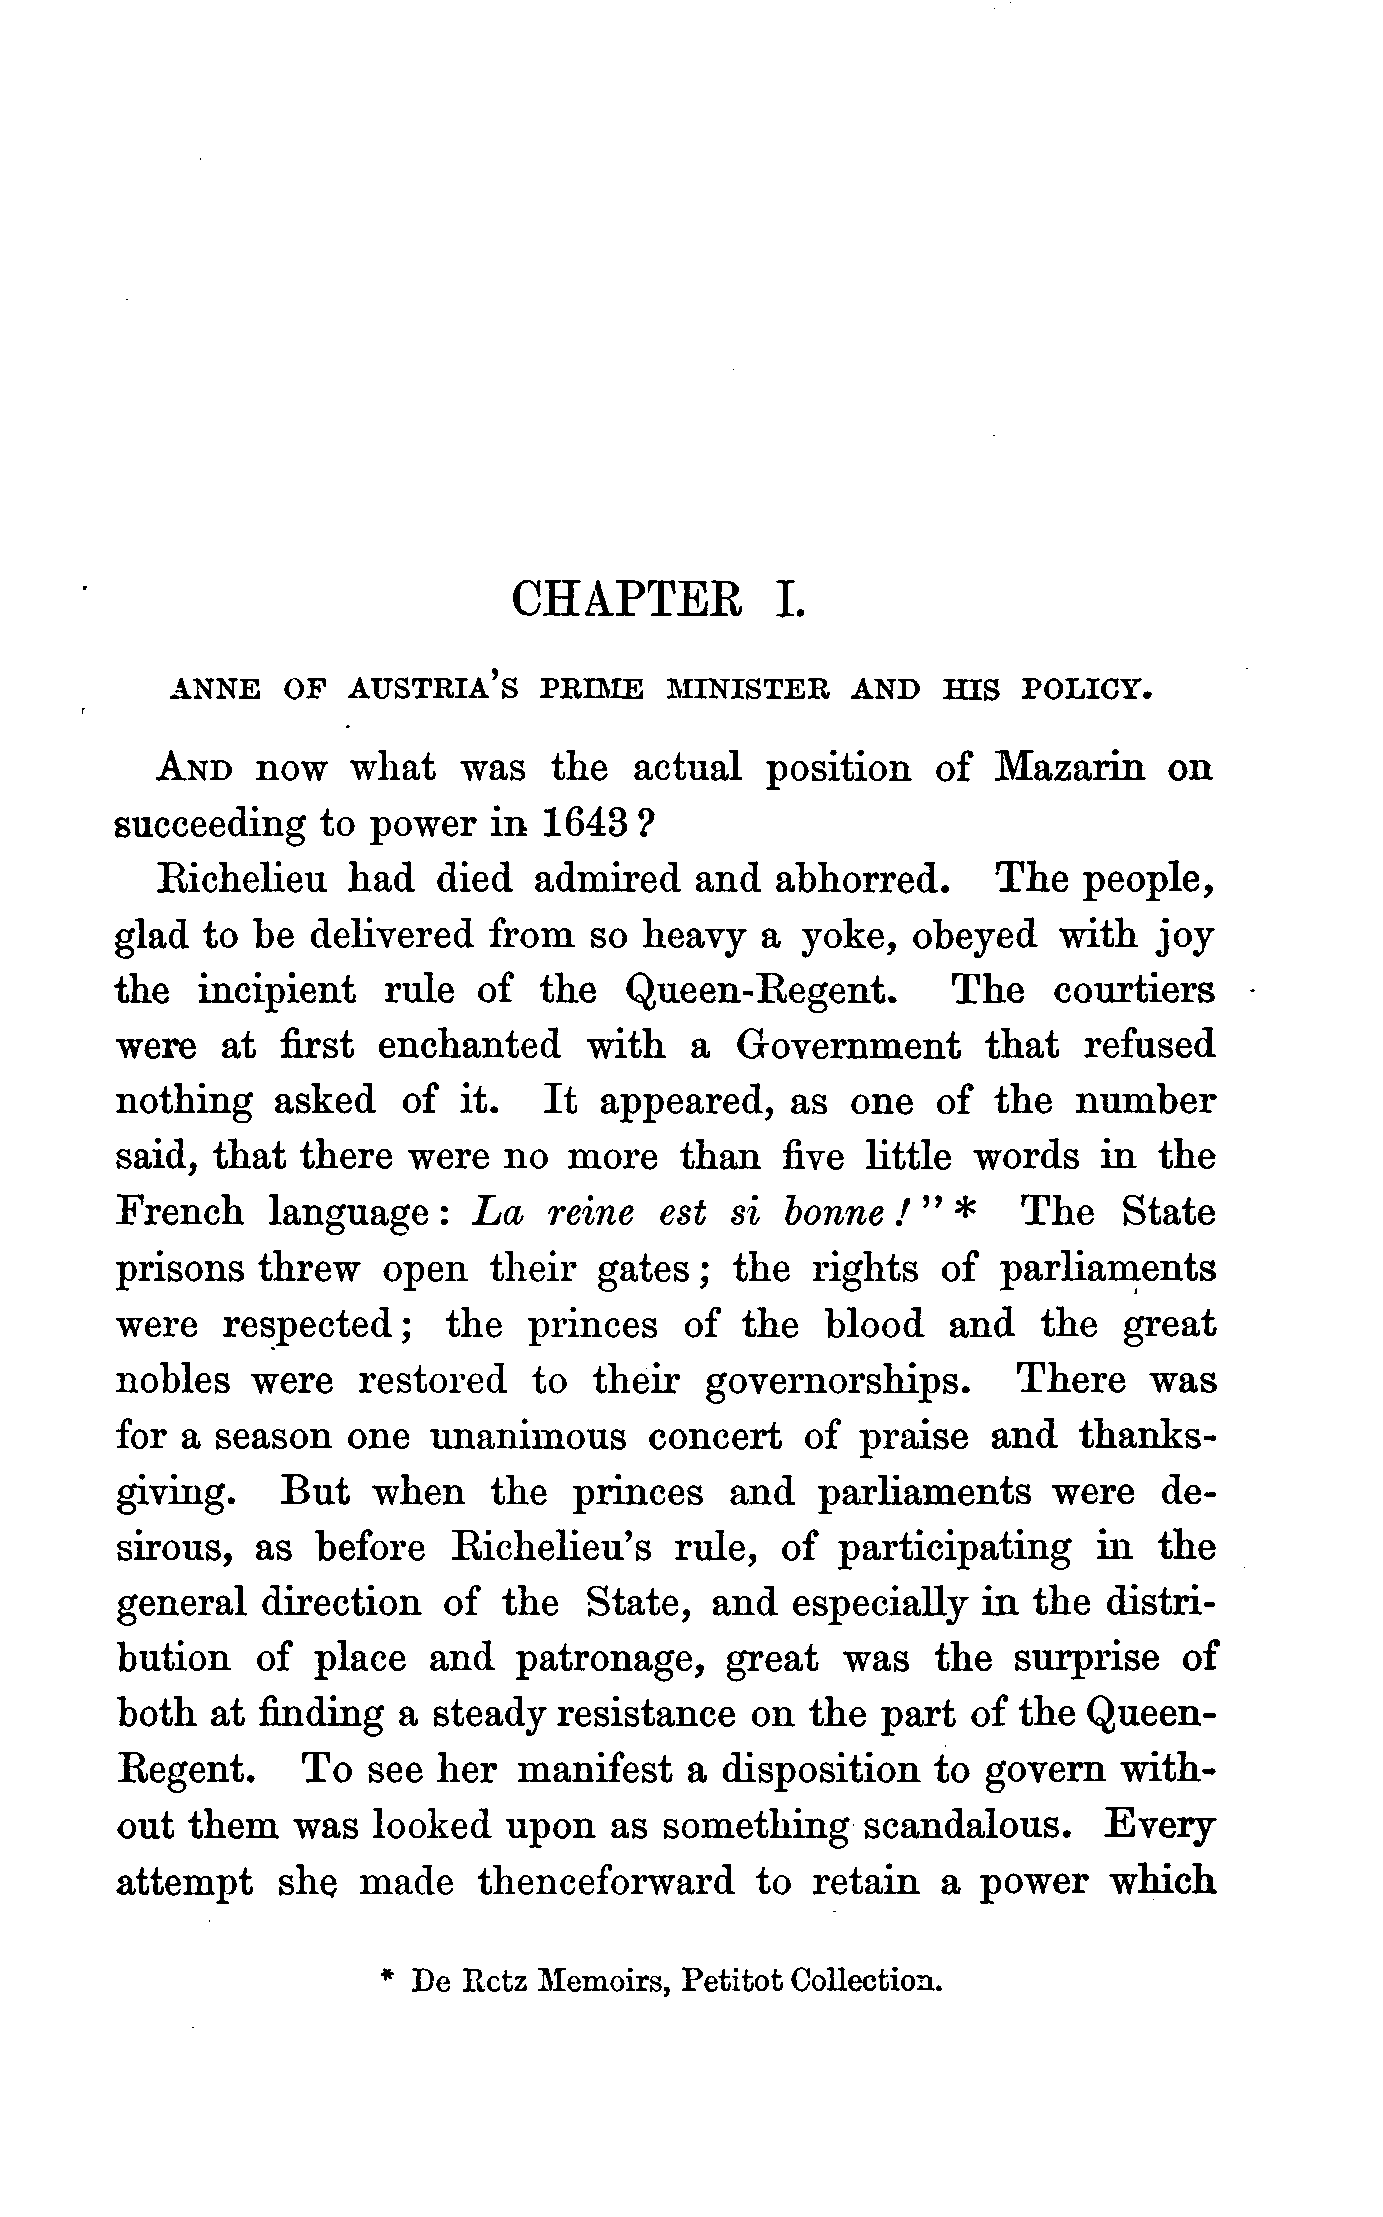 CHAPTER I.
ANNE OF AUSTRIA'S PRIME MINISTER AND HIS POLICY.
AND now what was the actual position of Mazarin on
succeeding to power in 1643?
Richelieu had died admired and abhorred. The people,
glad to be delivered from so heavy a yoke, obeyed with joy
the incipient rule of the Queen-Regent. The courtiers
were at first enchanted with a Government that refused
nothing asked of it. It appeared, as one of the number
said, that there were no more than five little words in the
French language: La reine est si bonne!" * The State
prisons threw open their gates; the rights of parliaments
were respected; the princes of the blood and the great
nobles were restored to their governorships. There was
for a season one unanimous concert of praise and thanks-
giving. But when the princes and parliaments were de-
sirous, as before Richelieu's rule, of participating in the
general direction of the State, and especially in the distri-
bution of place and patronage, great was the surprise of
both at finding a steady resistance on the part of the Queen-
Regent. To see her manifest a disposition to govern with-
out them was looked upon as something scandalous. Every
attempt she made thenceforward to retain a power which
* De Retz Memoirs, Petitot Collection.